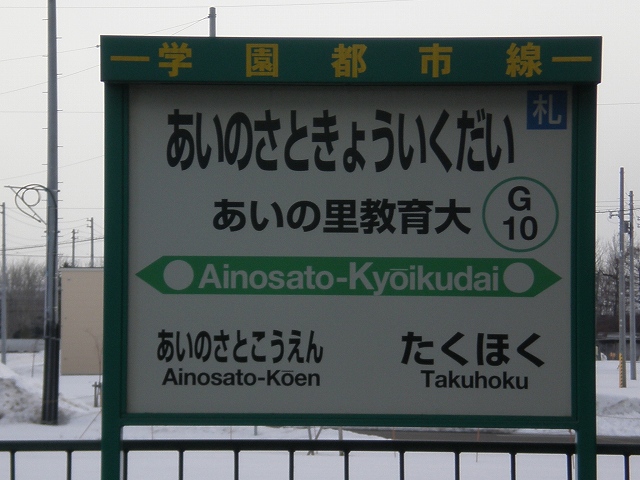 学園都市線
札
あいのさときょういくだい
あいの里教育大
G
10
Ainosato-Kyōikudai
あいのさとこうえん
たくほく
Ainosato-Kōen
Takuhoku